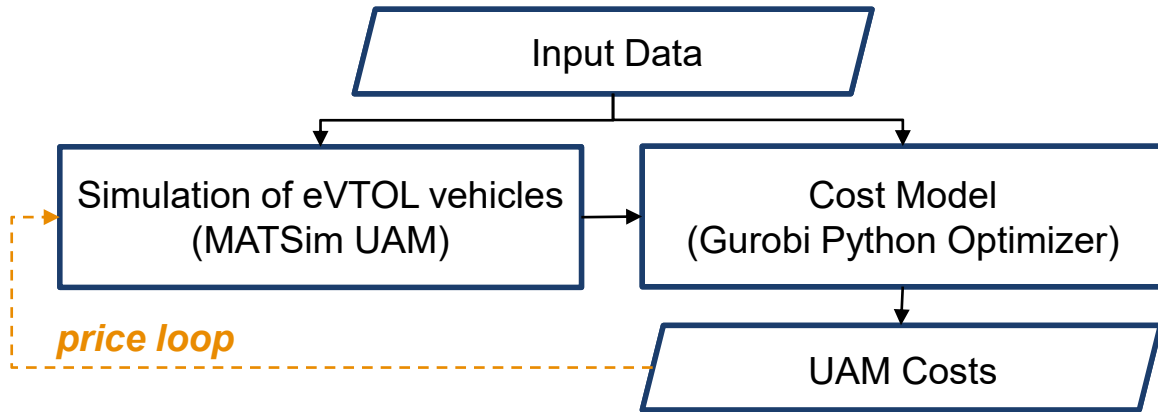 Input Data
Simulation of eVTOL vehicles
(MATSim UAM)
Cost Model
(Gurobi Python Optimizer)
price loop
UAM Costs